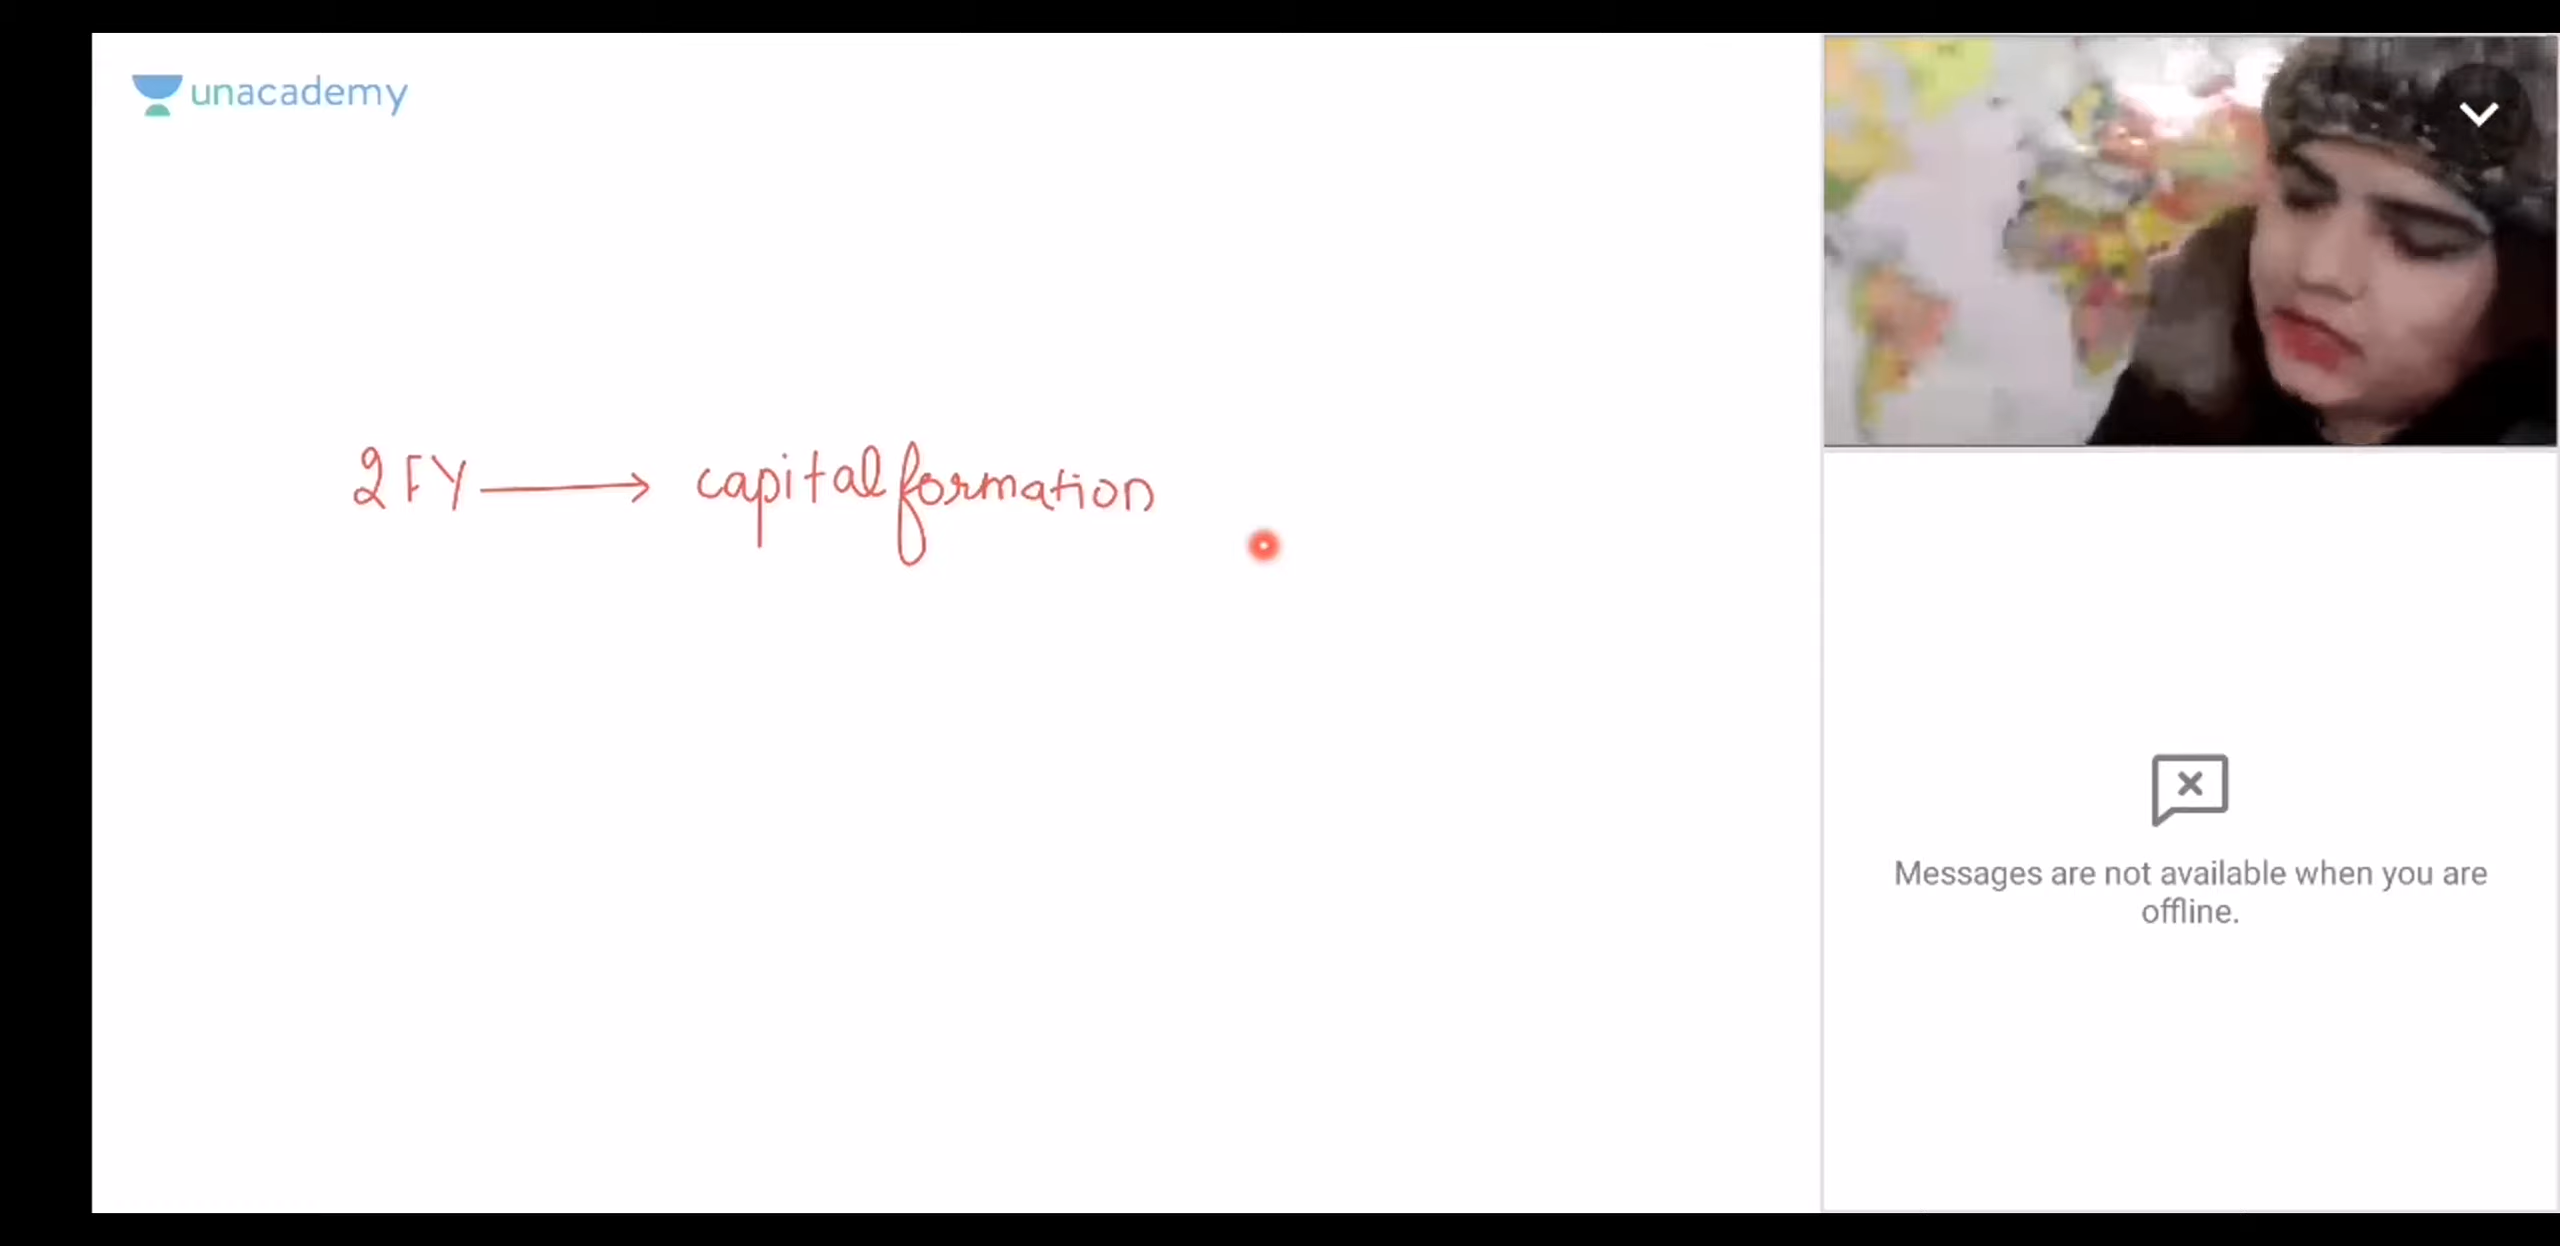 unacademy
2FY → capital formation
Messages are not available when you are
offline.